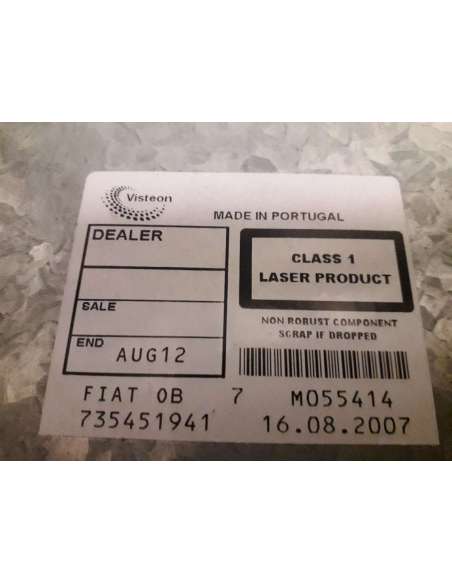 Visteon
MADE IN PORTUGAL
DEALER
SALE
END
AUG12
CLASS 1
LASER PRODUCT
NON ROBUST COMPONENT
SCRAP IF DROPPED
FIAT OB 7 M055414
735451941 16.08.2007